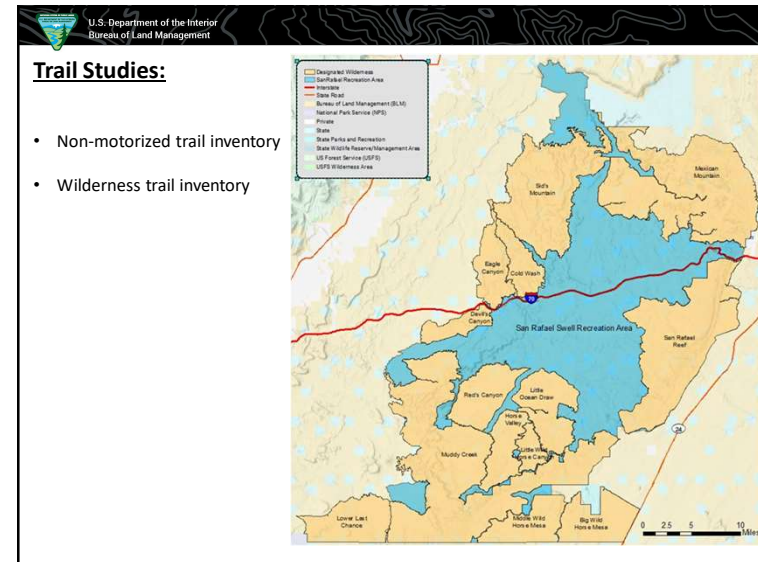 U.S. Department of the Interior
Bureau of Land Management
Trail Studies:
• Non-motorized trail inventory
• Wilderness trail inventory
Designated Wilderness
SanRafael Recreation Area
Interstate
State Road
Bureau of Land Management (BLM)
National Park Service (NPS)
Private
State
State Parks and Recreation
State Wildlife Reserve/Management Area
US Forest Service (USFS)
USFS Wilderness Area
Mexican
Mountain
Sid's
Mountain
Eagle
Canyon
Cold Wash
70
Devil's
Canyon
San Rafael Swell Recreation Area
San Rafael
Reef
Red's Canyon
Little
Ocean Draw
Horse
Valley
24
Muddy Creek
Little Wild
Horse Canyon
Lower Last
Chance
Middle Wild
Horse Mesa
Big Wild
Horse Mesa
0 2.5 5 10
Miles